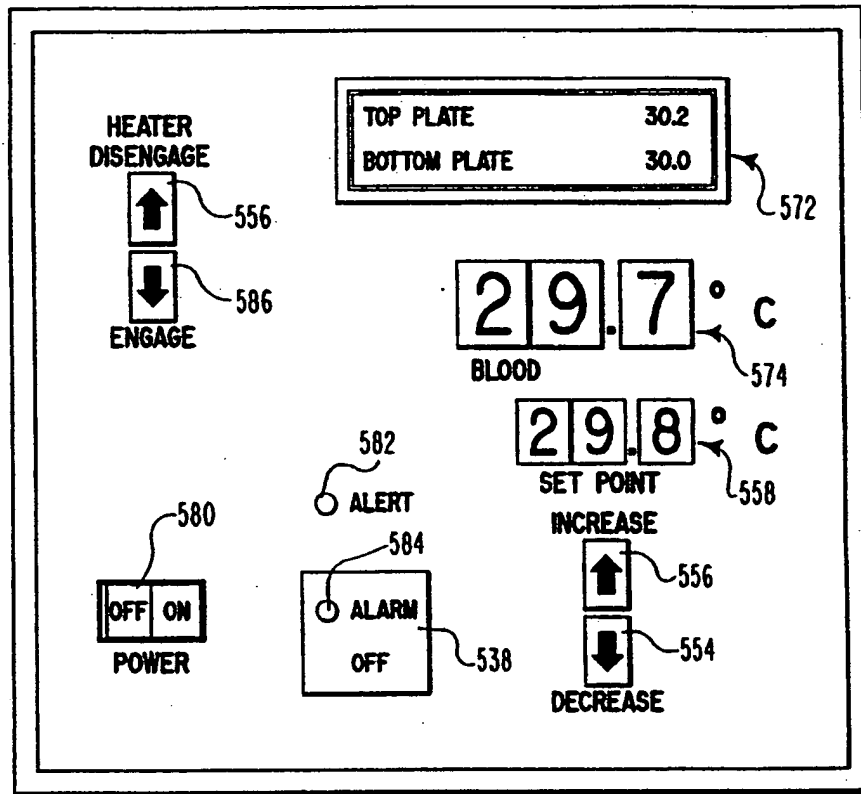 HEATER
DISENGAGE
556
586
ENGAGE
TOP PLATE 30.2
BOTTOM PLATE 30.0
572
29.7 ° C
574
BLOOD
29.8 ° C
558
SET POINT
582
ALERT
580
OFF ON
POWER
584
ALARM
OFF
538
INCREASE
556
554
DECREASE